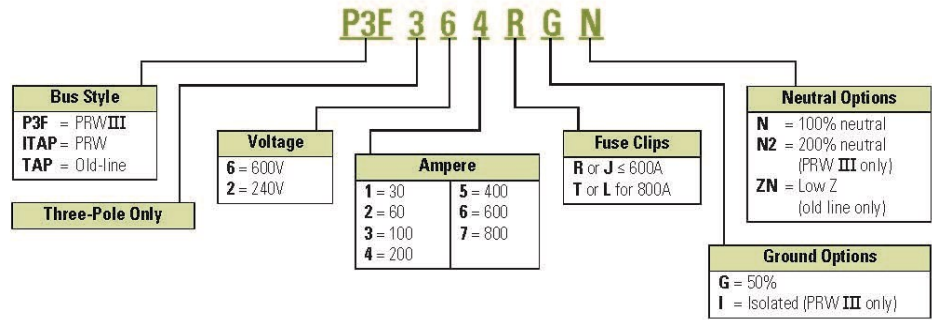 P3F 3 6 4 R G N
Bus Style
P3F = PRWIII
ITAP = PRW
TAP = Old-line
Three-Pole Only
Voltage
6 = 600V
2 = 240V
Ampere
1 = 30
2 = 60
3 = 100
4 = 200
5 = 400
6 = 600
7 = 800
Fuse Clips
R or J ≤ 600A
T or L for 800A
Neutral Options
N = 100% neutral
N2 = 200% neutral
(PRW III only)
ZN = Low Z
(old line only)
Ground Options
G = 50%
I = Isolated (PRW III only)